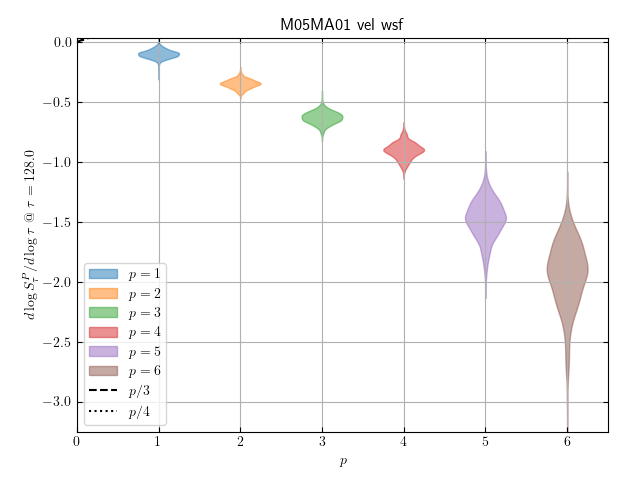 M05MA01 vel wsf
0.0
−0.5
−1.0
−1.5
−2.0
−2.5
−3.0
d log S_τ^P / d log τ @ τ = 128.0
p = 1
p = 2
p = 3
p = 4
p = 5
p = 6
p/3
p/4
0 1 2 3 4 5 6
p